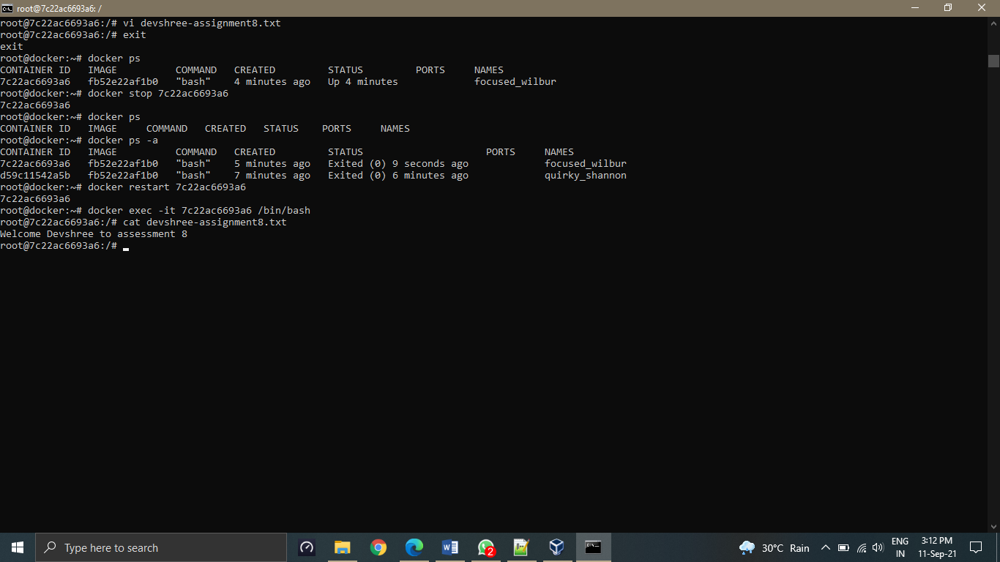 root@7c22ac6693a6: /
root@7c22ac6693a6:/# vi devshree-assignment8.txt
root@7c22ac6693a6:/# exit
exit
root@docker:~# docker ps
CONTAINER ID   IMAGE          COMMAND   CREATED         STATUS         PORTS     NAMES
7c22ac6693a6   fb52e22af1b0   "bash"    4 minutes ago   Up 4 minutes             focused_wilbur
root@docker:~# docker stop 7c22ac6693a6
7c22ac6693a6
root@docker:~# docker ps
CONTAINER ID   IMAGE     COMMAND   CREATED   STATUS    PORTS     NAMES
root@docker:~# docker ps -a
CONTAINER ID   IMAGE          COMMAND   CREATED         STATUS                     PORTS     NAMES
7c22ac6693a6   fb52e22af1b0   "bash"    5 minutes ago   Exited (0) 9 seconds ago             focused_wilbur
d59c11542a5b   fb52e22af1b0   "bash"    7 minutes ago   Exited (0) 6 minutes ago             quirky_shannon
root@docker:~# docker restart 7c22ac6693a6
7c22ac6693a6
root@docker:~# docker exec -it 7c22ac6693a6 /bin/bash
root@7c22ac6693a6:/# cat devshree-assignment8.txt
Welcome Devshree to assessment 8
root@7c22ac6693a6:/#
Type here to search
2
30°C Rain
ENG
IN
3:12 PM
11-Sep-21